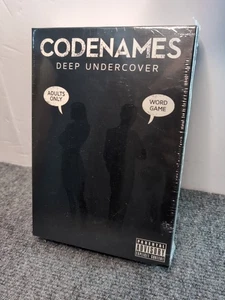 CODENAMES
DEEP UNDERCOVER
ADULTS
ONLY
WORD
GAME
PARENTAL
ADVISORY
EXPLICIT CONTENT